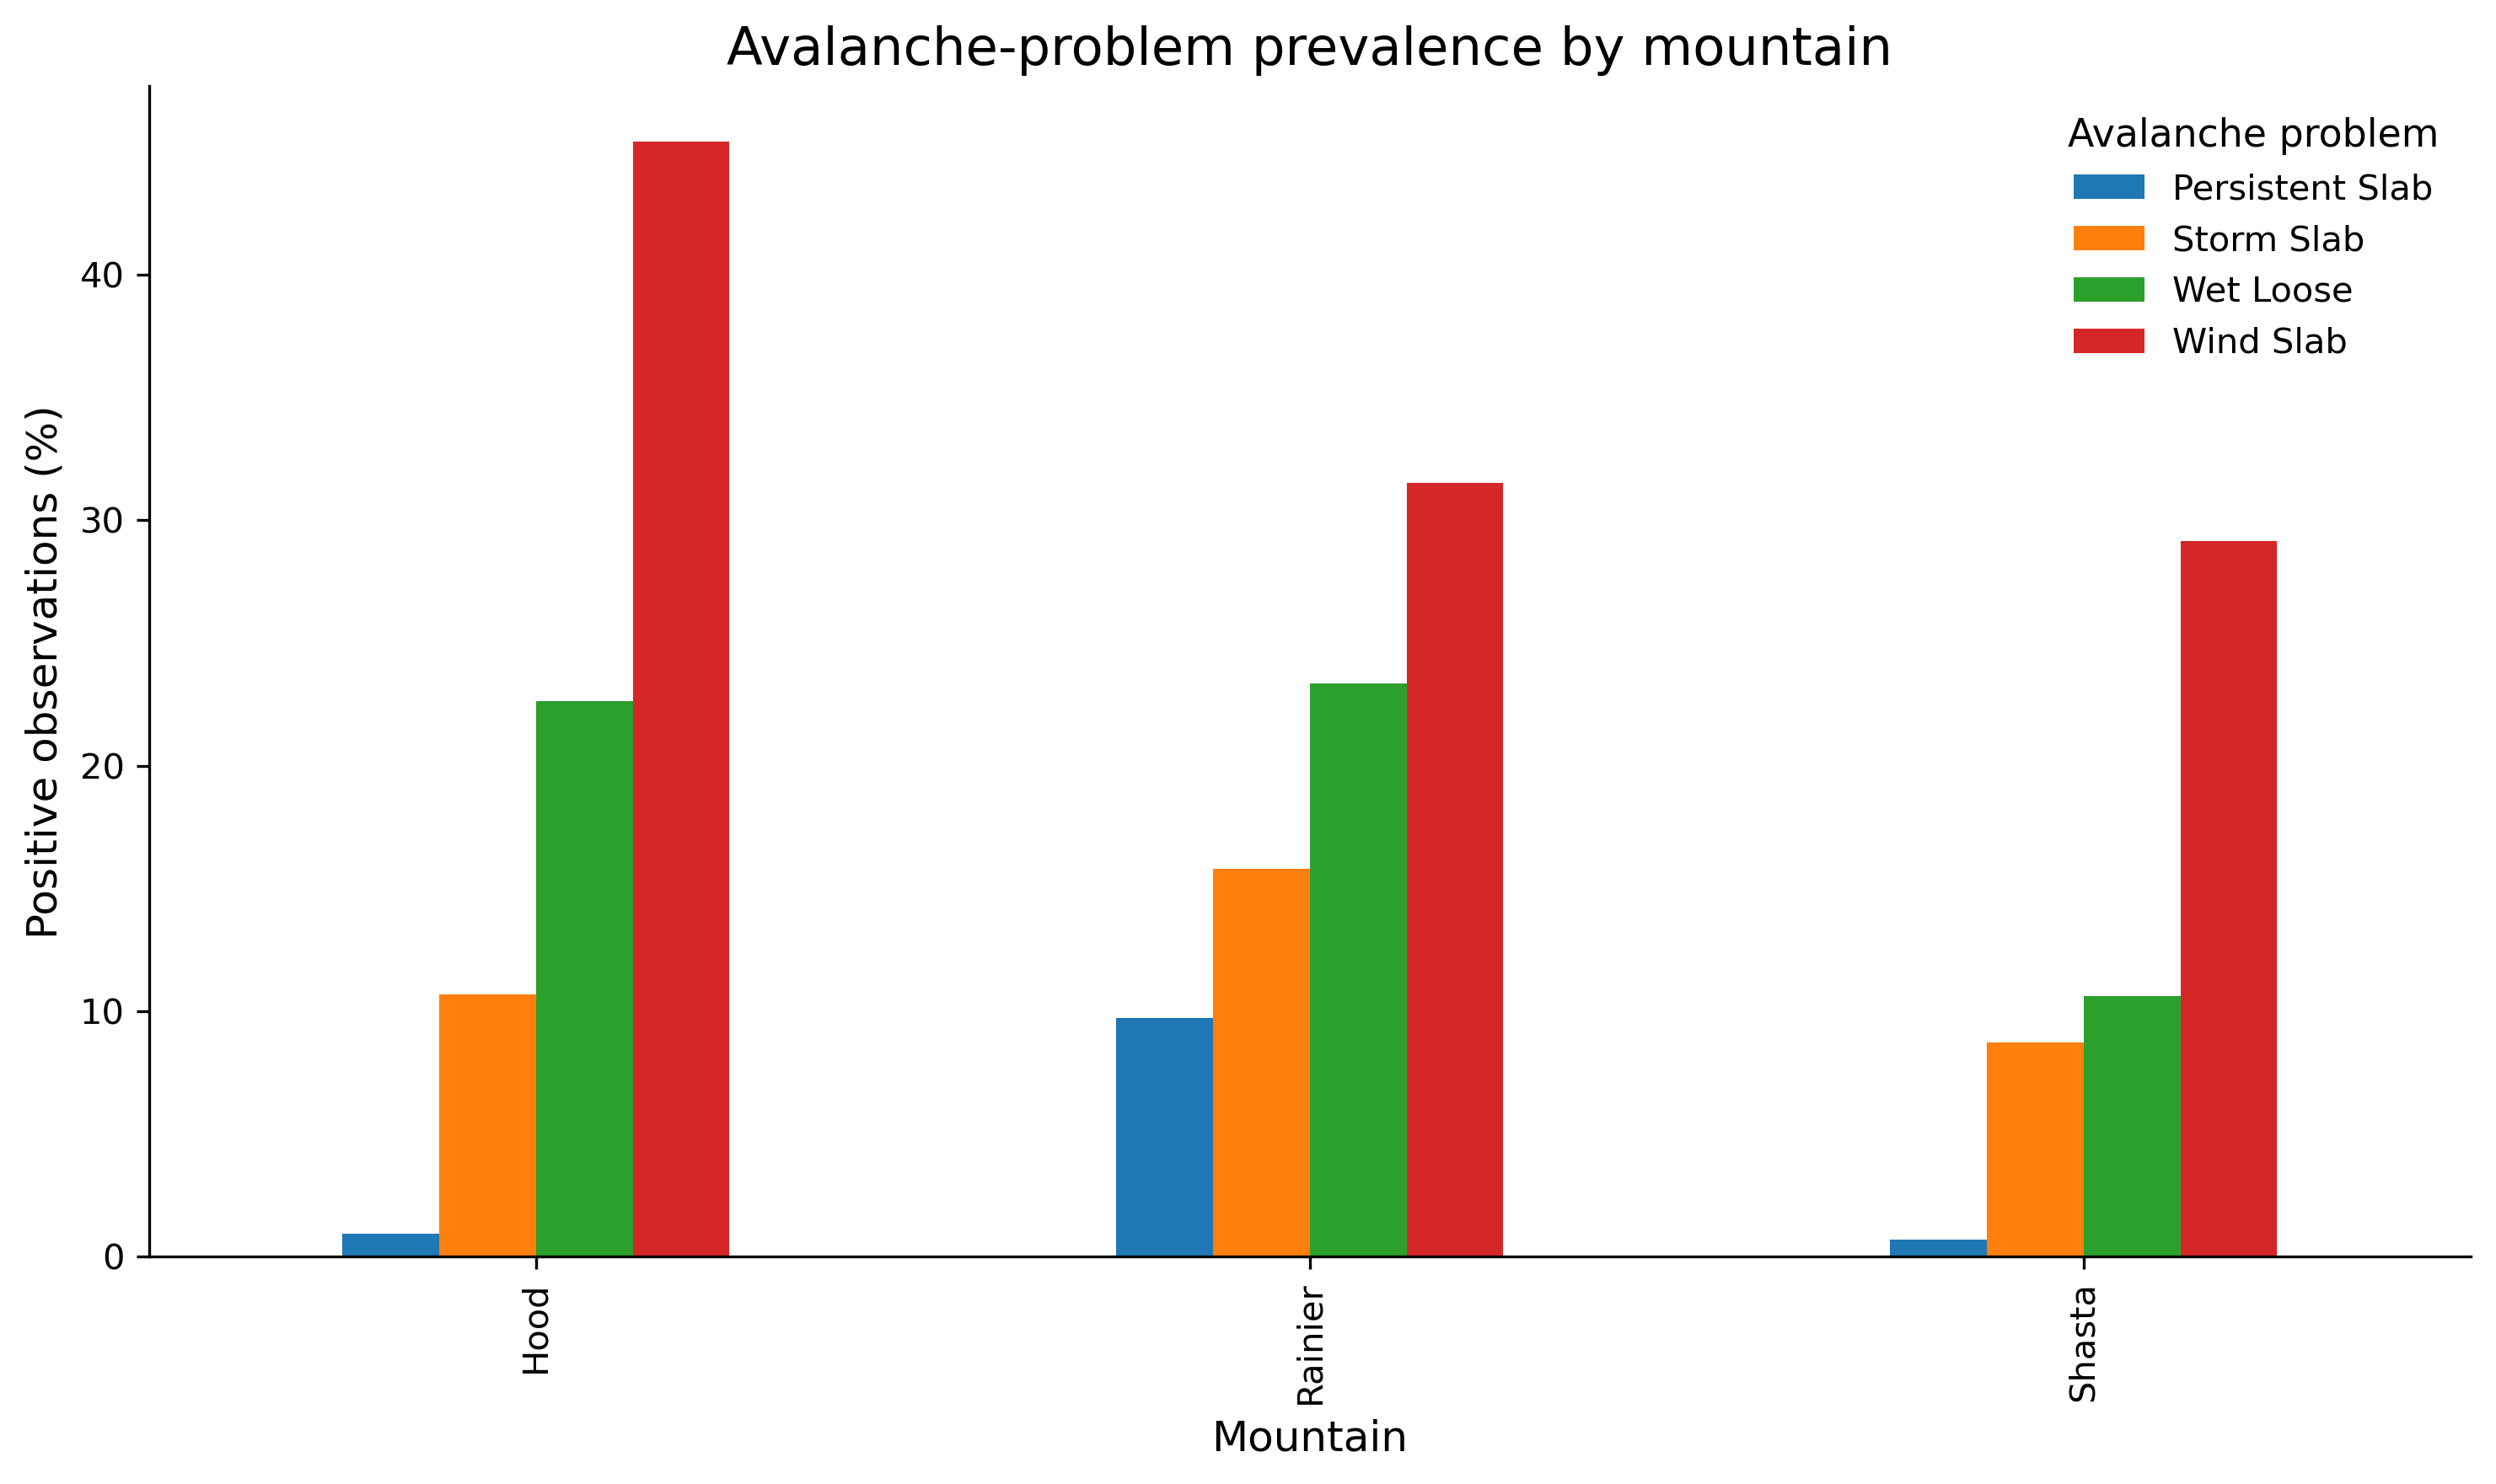 Avalanche-problem prevalence by mountain
Avalanche problem
Persistent Slab
Storm Slab
Wet Loose
Wind Slab
Positive observations (%)
40
30
20
10
0
Hood
Rainier
Shasta
Mountain